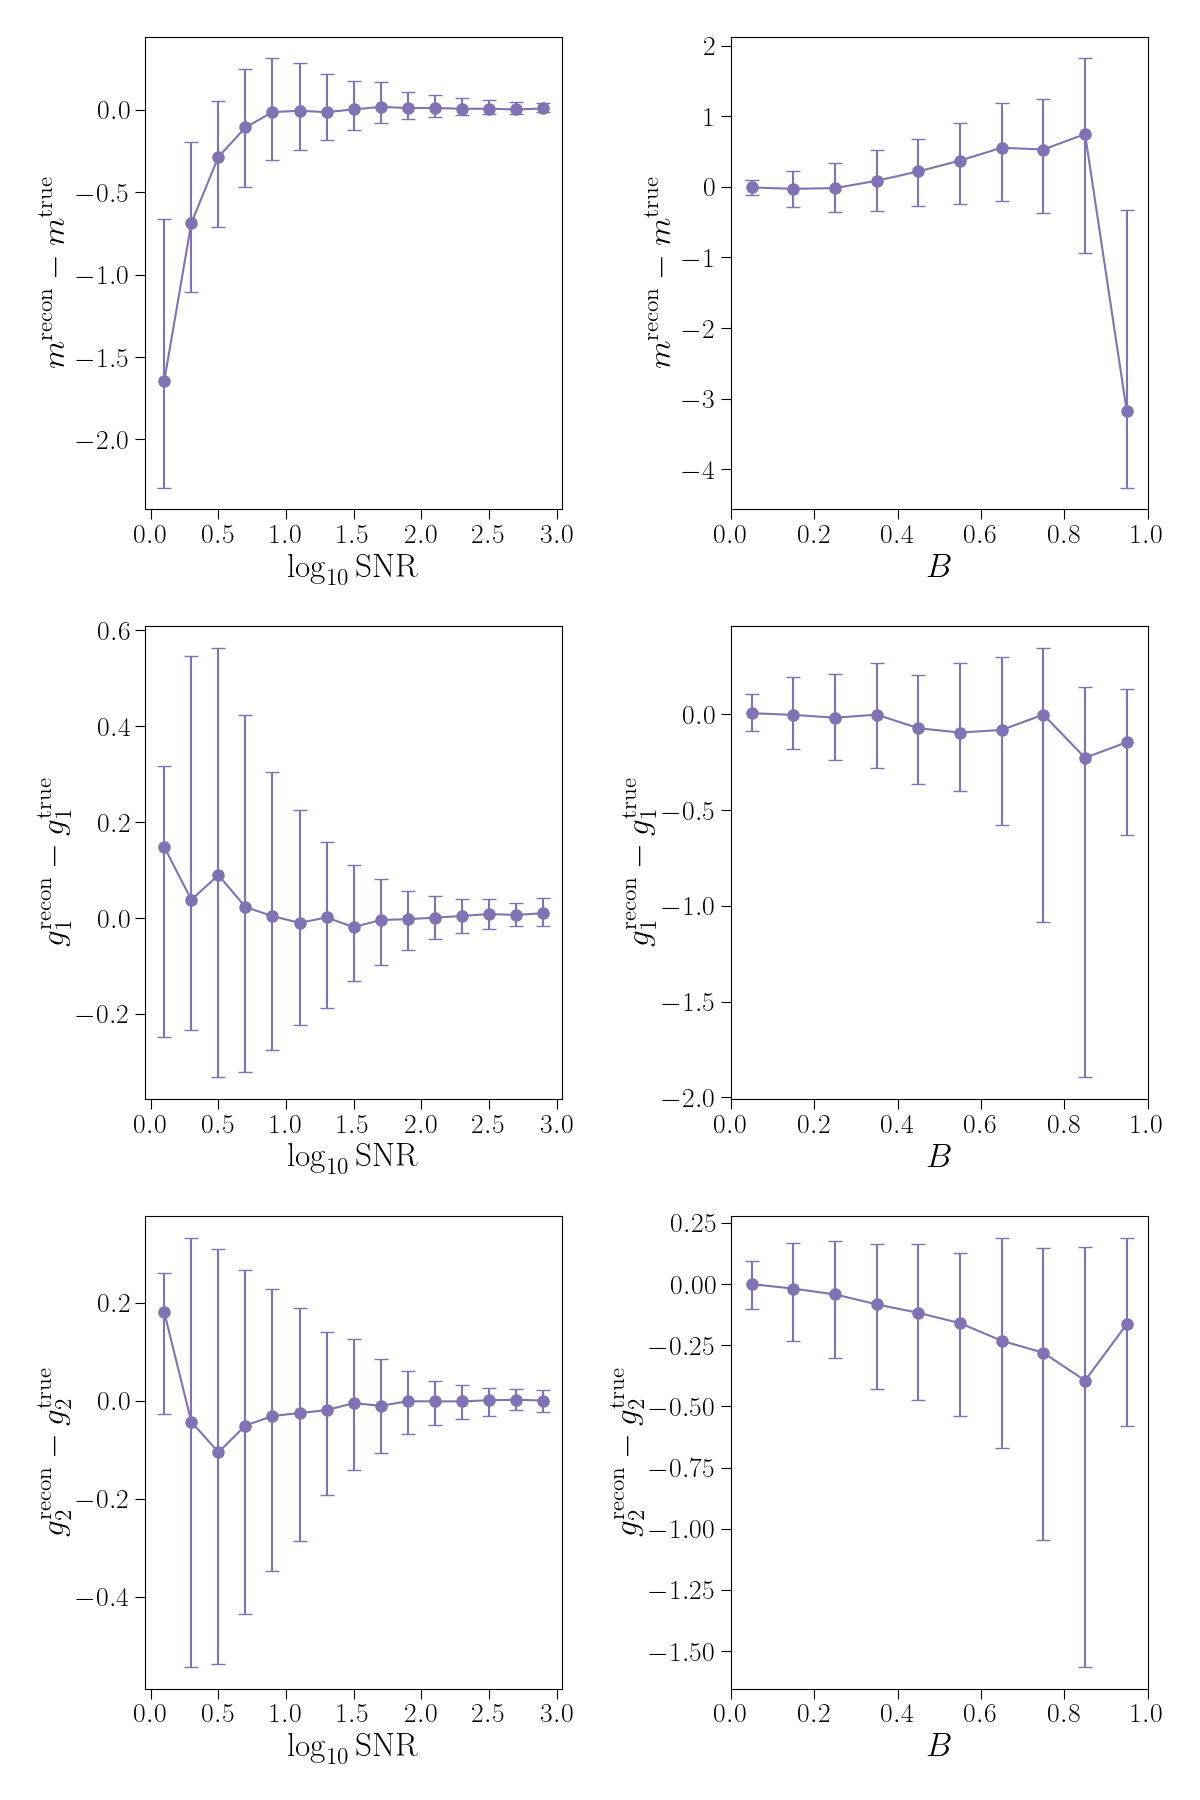 0.0
−0.5
−1.0
−1.5
−2.0
m^recon − m^true
0.0 0.5 1.0 1.5 2.0 2.5 3.0
log₁₀ SNR
2
1
0
−1
−2
−3
−4
m^recon − m^true
0.0 0.2 0.4 0.6 0.8 1.0
B
0.6
0.4
0.2
0.0
−0.2
g₁^recon − g₁^true
0.0 0.5 1.0 1.5 2.0 2.5 3.0
log₁₀ SNR
0.0
−0.5
−1.0
−1.5
−2.0
g₁^recon − g₁^true
0.0 0.2 0.4 0.6 0.8 1.0
B
0.2
0.0
−0.2
−0.4
g₂^recon − g₂^true
0.0 0.5 1.0 1.5 2.0 2.5 3.0
log₁₀ SNR
0.25
0.00
−0.25
−0.50
−0.75
−1.00
−1.25
−1.50
g₂^recon − g₂^true
0.0 0.2 0.4 0.6 0.8 1.0
B